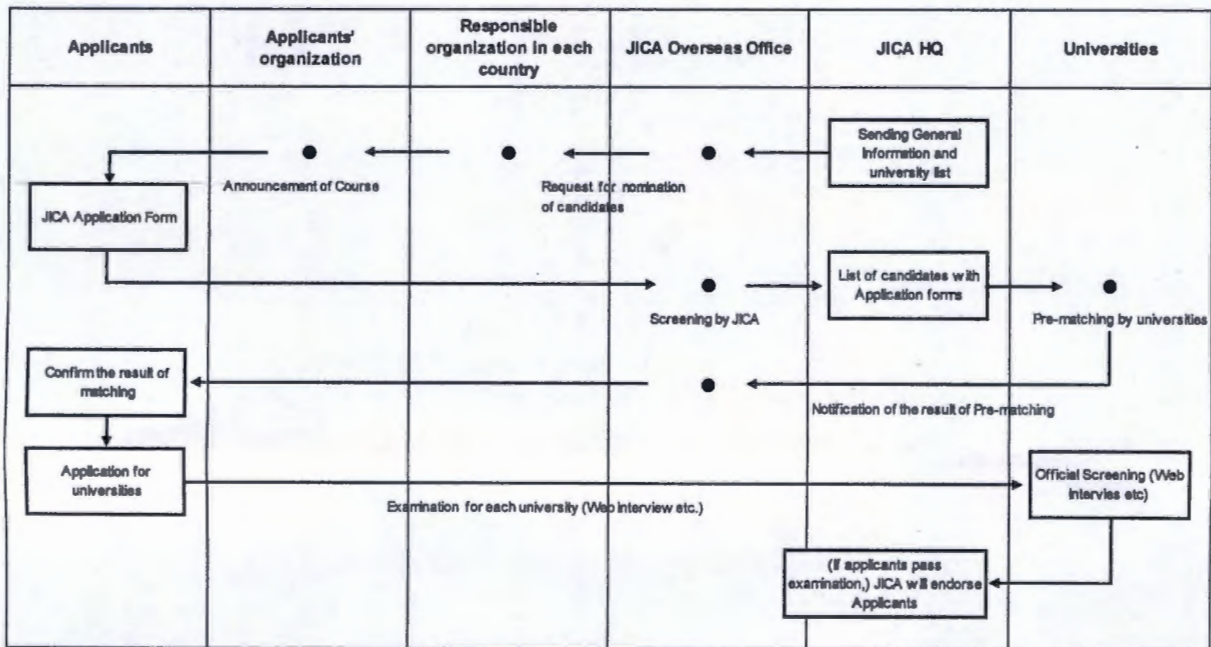 Applicants
Applicants'
organization
Responsible
organization in each
country
JICA Overseas Office
JICA HQ
Universities
Sending General
Information and
university list
Announcement of Course
Request for nomination
of candidates
JICA Application Form
List of candidates with
Application forms
Screening by JICA
Pre-matching by universities
Confirm the result of
matching
Notification of the result of Pre-matching
Application for
universities
Official Screening (Web
Intervies etc)
Examination for each university (Web interview etc.)
(If applicants pass
examination,) JICA will endorse
Applicants